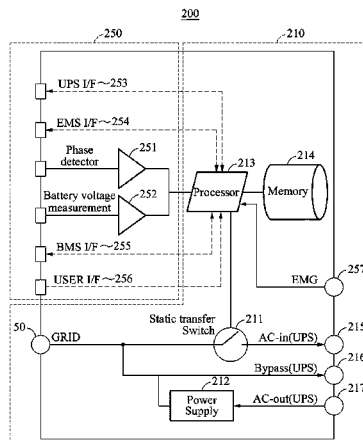 200
250
210
UPS I/F~253
EMS I/F~254
Phase
detector
251
213
214
Battery voltage
measurement
252
Processor
Memory
BMS I/F~255
USER I/F~256
EMG
257
Static transfer
Switch
211
50
GRID
AC-in(UPS)
215
Bypass(UPS)
216
212
Power
Supply
AC-out(UPS)
217